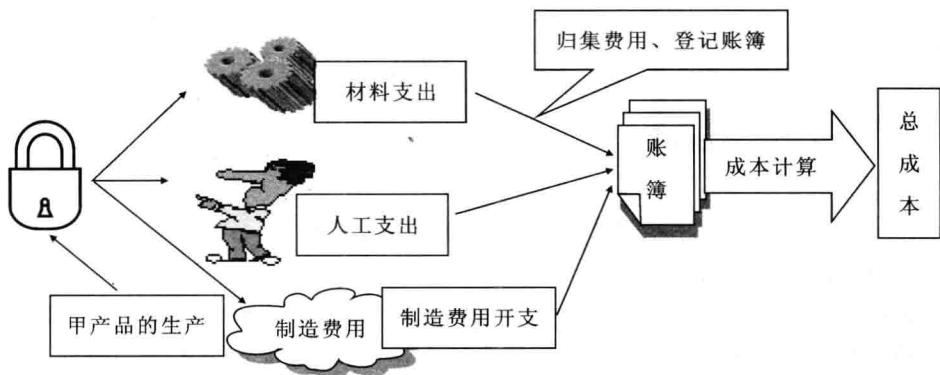 归集费用、登记账簿
材料支出
账簿
成本计算
总成本
人工支出
甲产品的生产
制造费用
制造费用开支